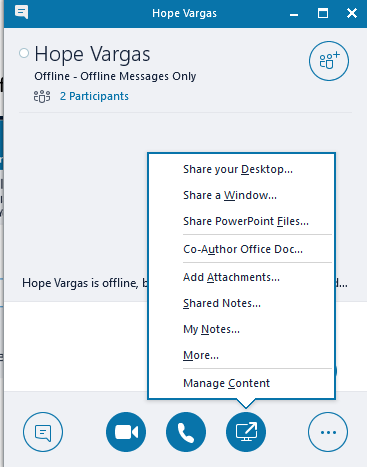 Hope Vargas
Hope Vargas
Offline - Offline Messages Only
2 Participants
Share your Desktop...
Share a Window...
Share PowerPoint Files...
Co-Author Office Doc...
Add Attachments...
Hope Vargas is offline, b
d...
Shared Notes...
My Notes...
More...
Manage Content